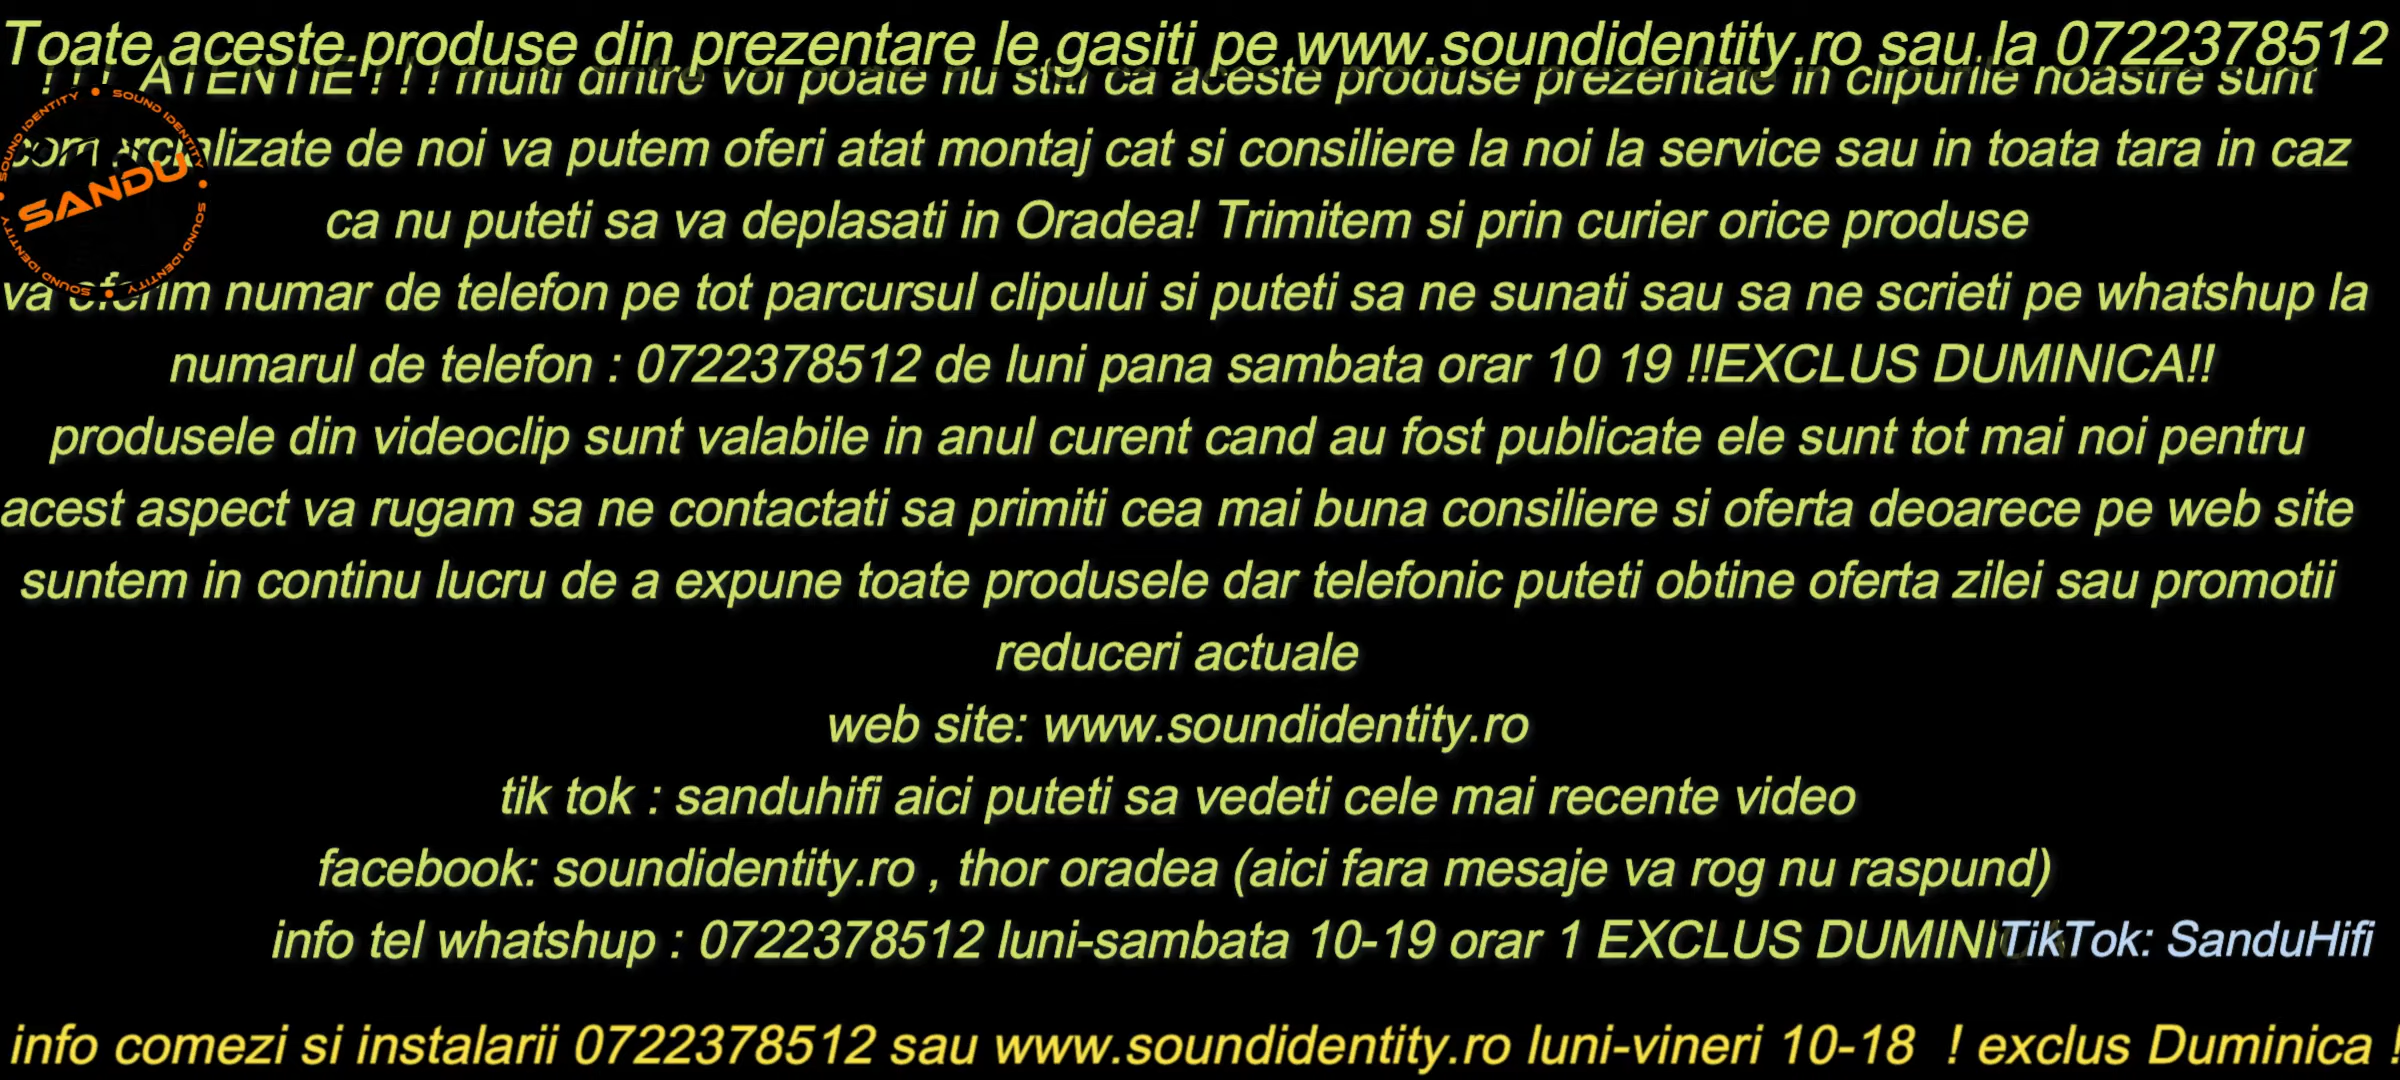 Toate aceste produse din prezentare le gasiti pe www.soundidentity.ro sau la 0722378512
! ! ! ATENTIE ! ! ! multi dintre voi poate nu stiti ca aceste produse prezentate in clipurile noastre sunt
comercializate de noi va putem oferi atat montaj cat si consiliere la noi la service sau in toata tara in caz
ca nu puteti sa va deplasati in Oradea! Trimitem si prin curier orice produse
va oferim numar de telefon pe tot parcursul clipului si puteti sa ne sunati sau sa ne scrieti pe whatshup la
numarul de telefon : 0722378512 de luni pana sambata orar 10 19 !!EXCLUS DUMINICA!!
produsele din videoclip sunt valabile in anul curent cand au fost publicate ele sunt tot mai noi pentru
acest aspect va rugam sa ne contactati sa primiti cea mai buna consiliere si oferta deoarece pe web site
suntem in continu lucru de a expune toate produsele dar telefonic puteti obtine oferta zilei sau promotii
reduceri actuale
web site: www.soundidentity.ro
tik tok : sanduhifi aici puteti sa vedeti cele mai recente video
facebook: soundidentity.ro , thor oradea (aici fara mesaje va rog nu raspund)
info tel whatshup : 0722378512 luni-sambata 10-19 orar 1 EXCLUS
TikTok: SanduHifi
info comezi si instalarii 0722378512 sau www.soundidentity.ro luni-vineri 10-18 ! exclus Duminica !
SANDU
SOUND IDENTITY • SOUND IDENTITY • SOUND IDENTITY • SOUND IDENTITY •